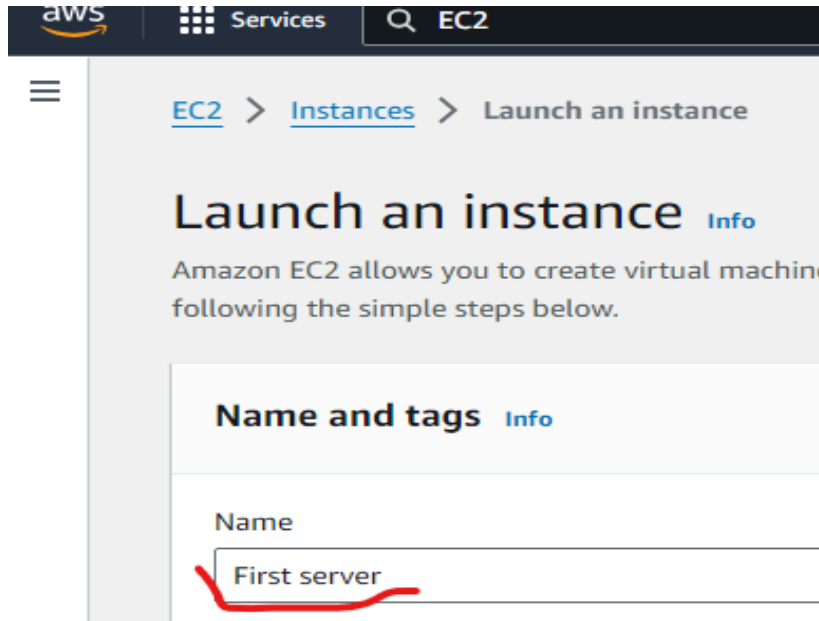 aws Services EC2
EC2 > Instances > Launch an instance
Launch an instance Info
Amazon EC2 allows you to create virtual
following the simple steps below.
Name and tags Info
Name
First server